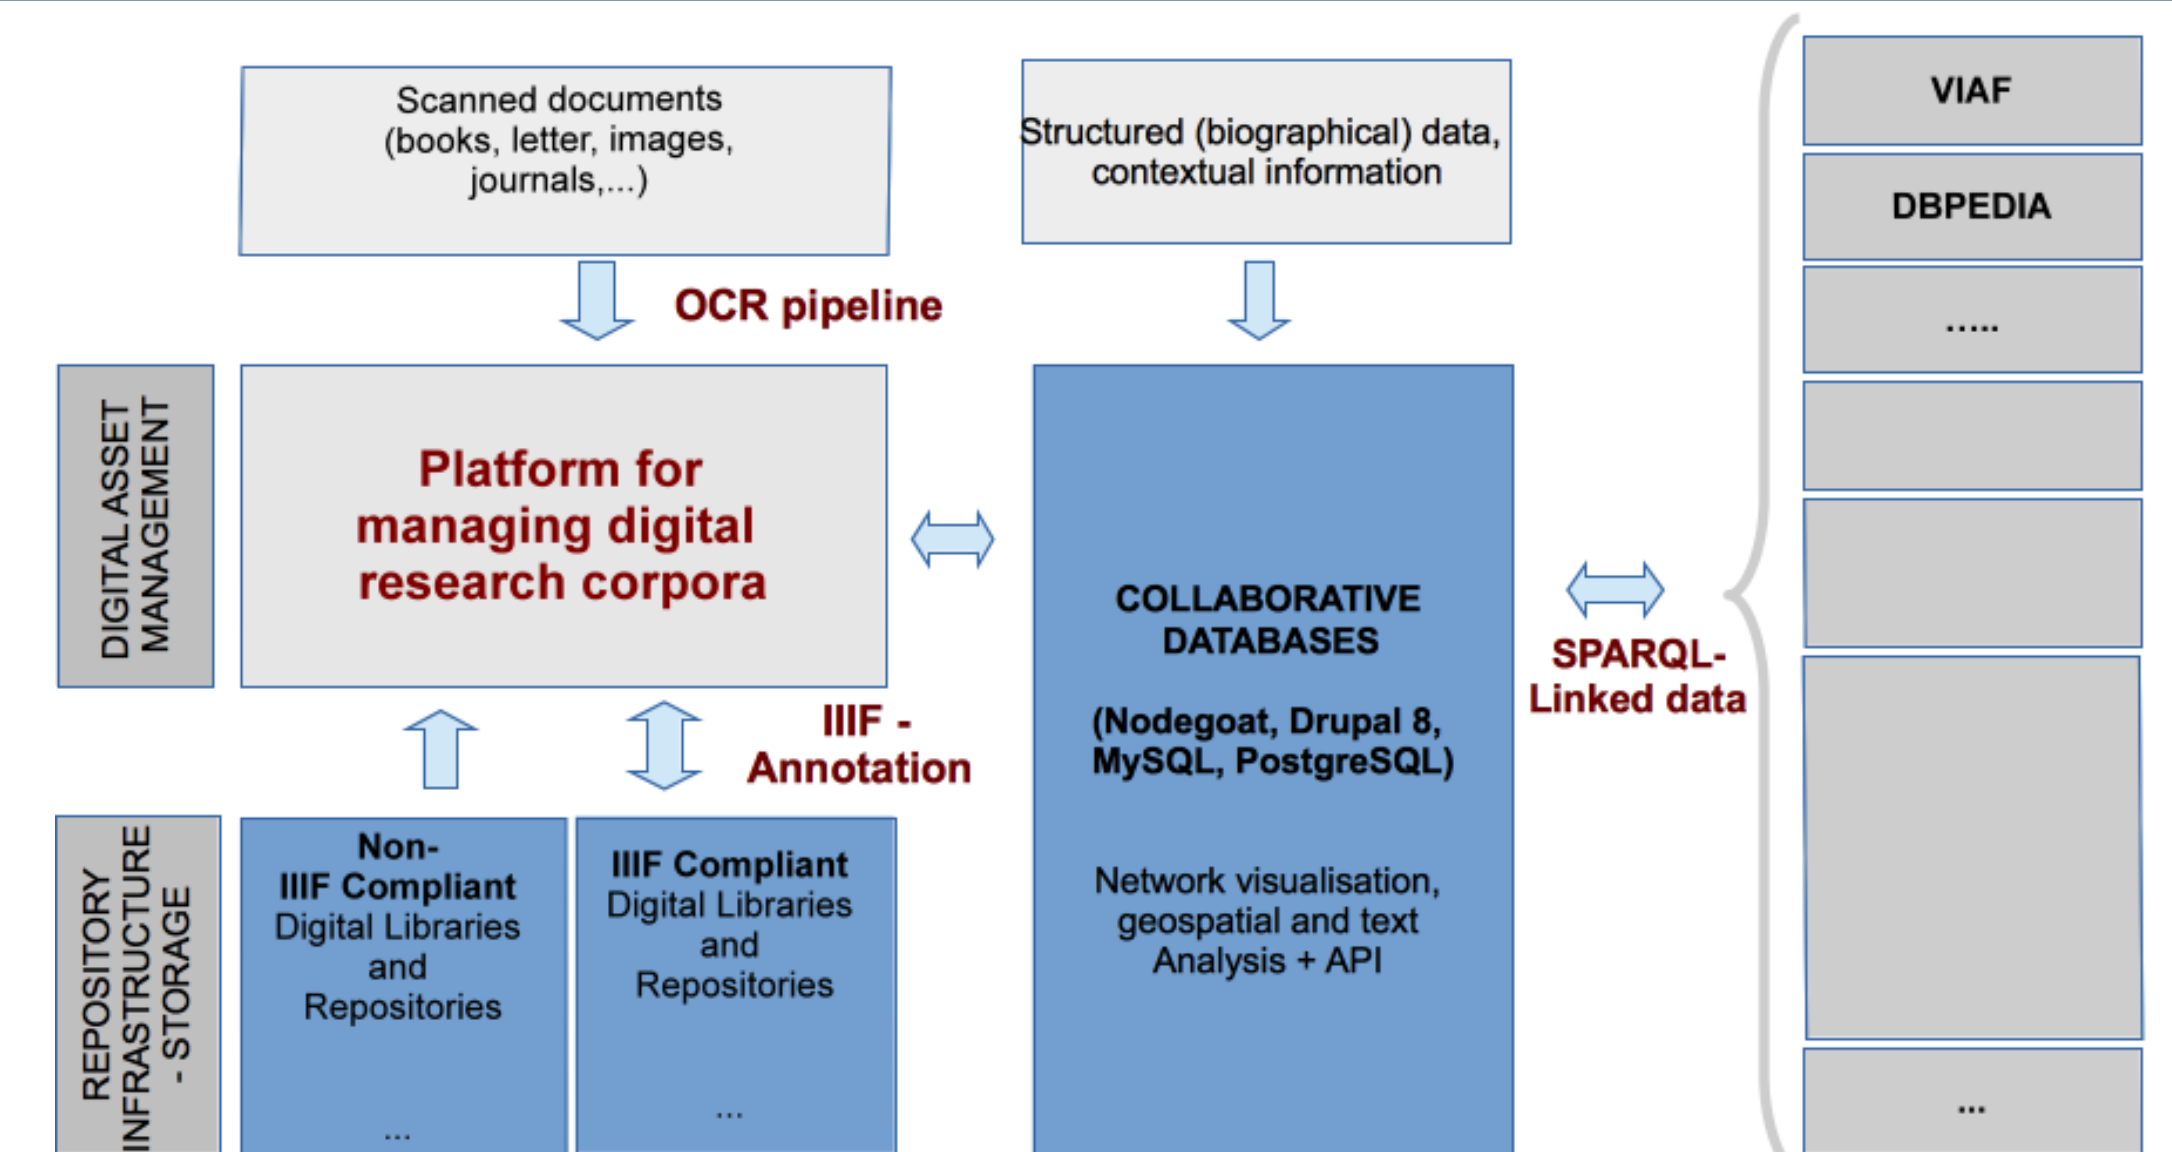 Scanned documents
(books, letter, images,
journals,...)
Structured (biographical) data,
contextual information
VIAF
DBPEDIA
.....
OCR pipeline
DIGITAL ASSET
MANAGEMENT
Platform for
managing digital
research corpora
COLLABORATIVE
DATABASES
(Nodegoat, Drupal 8,
MySQL, PostgreSQL)
Network visualisation,
geospatial and text
Analysis + API
SPARQL-
Linked data
IIIF -
Annotation
REPOSITORY
INFRASTRUCTURE
- STORAGE
Non-
IIIF Compliant
Digital Libraries
and
Repositories
...
IIIF Compliant
Digital Libraries
and
Repositories
...
...